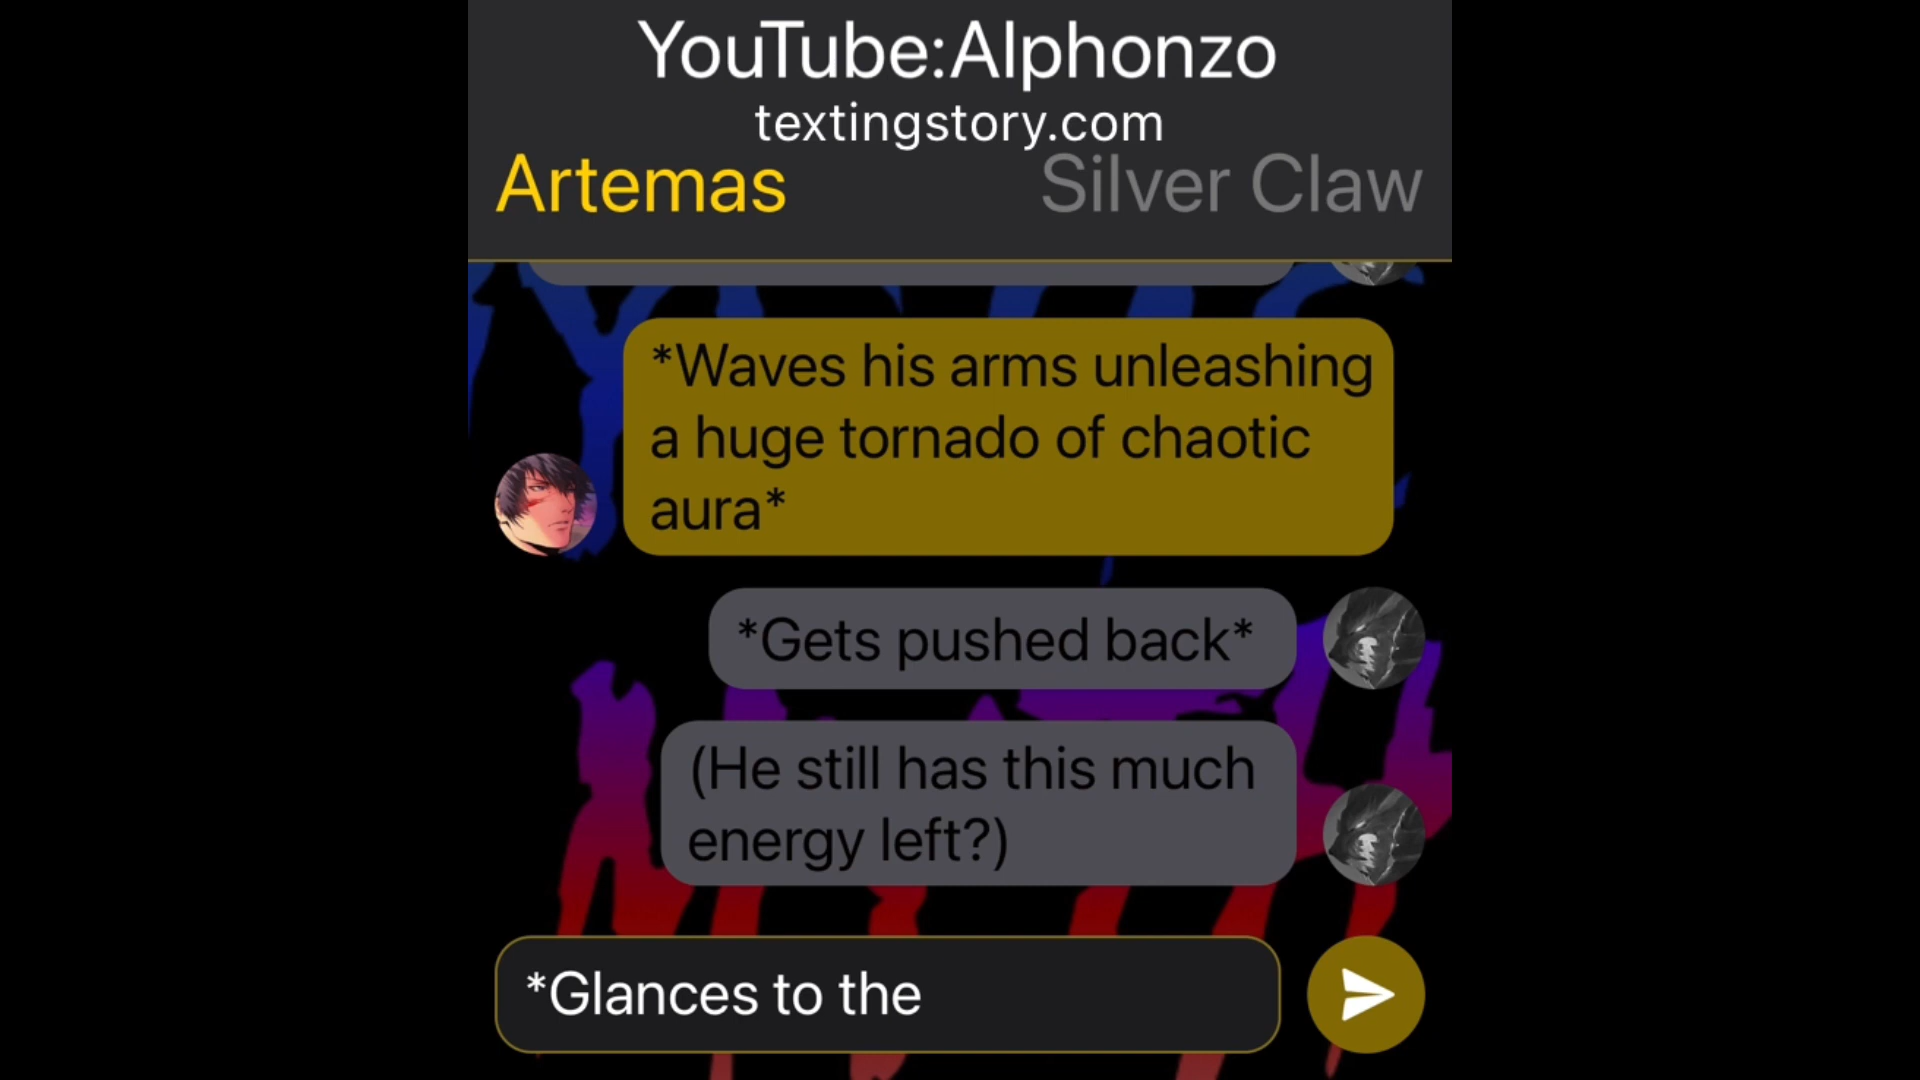 YouTube:Alphonzo
textingstory.com
Artemas
Silver Claw
*Waves his arms unleashing
a huge tornado of chaotic
aura*
*Gets pushed back*
(He still has this much
energy left?)
*Glances to the